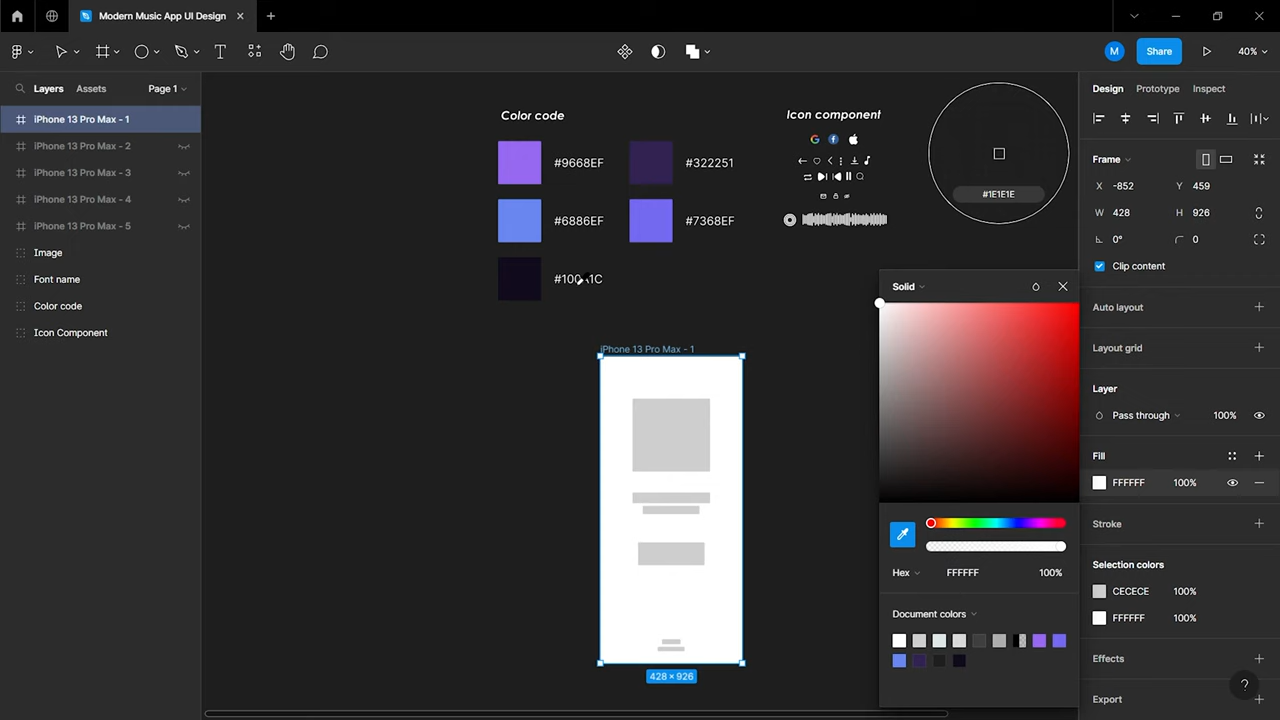 Modern Music App UI Design
Share
40%
Layers
Assets
Page 1
iPhone 13 Pro Max - 1
iPhone 13 Pro Max - 2
iPhone 13 Pro Max - 3
iPhone 13 Pro Max - 4
iPhone 13 Pro Max - 5
Image
Font name
Color code
Icon Component
Color code
#9668EF
#322251
#6886EF
#7368EF
Icon component
#1E1E1E
iPhone 13 Pro Max - 1
428 × 926
Solid
Hex
FFFFFF
100%
Document colors
Design
Prototype
Inspect
Frame
X
-852
Y
459
W
428
H
926
0°
0
Clip content
Auto layout
Layout grid
Layer
Pass through
100%
Fill
FFFFFF
100%
Stroke
Selection colors
CECECE
100%
FFFFFF
100%
Effects
Export
M
?